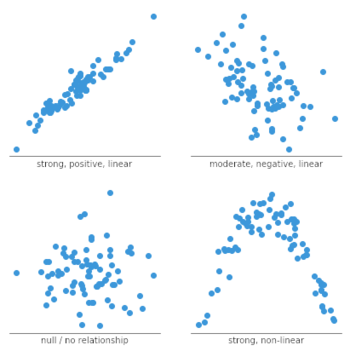 strong, positive, linear
moderate, negative, linear
null / no relationship
strong, non-linear